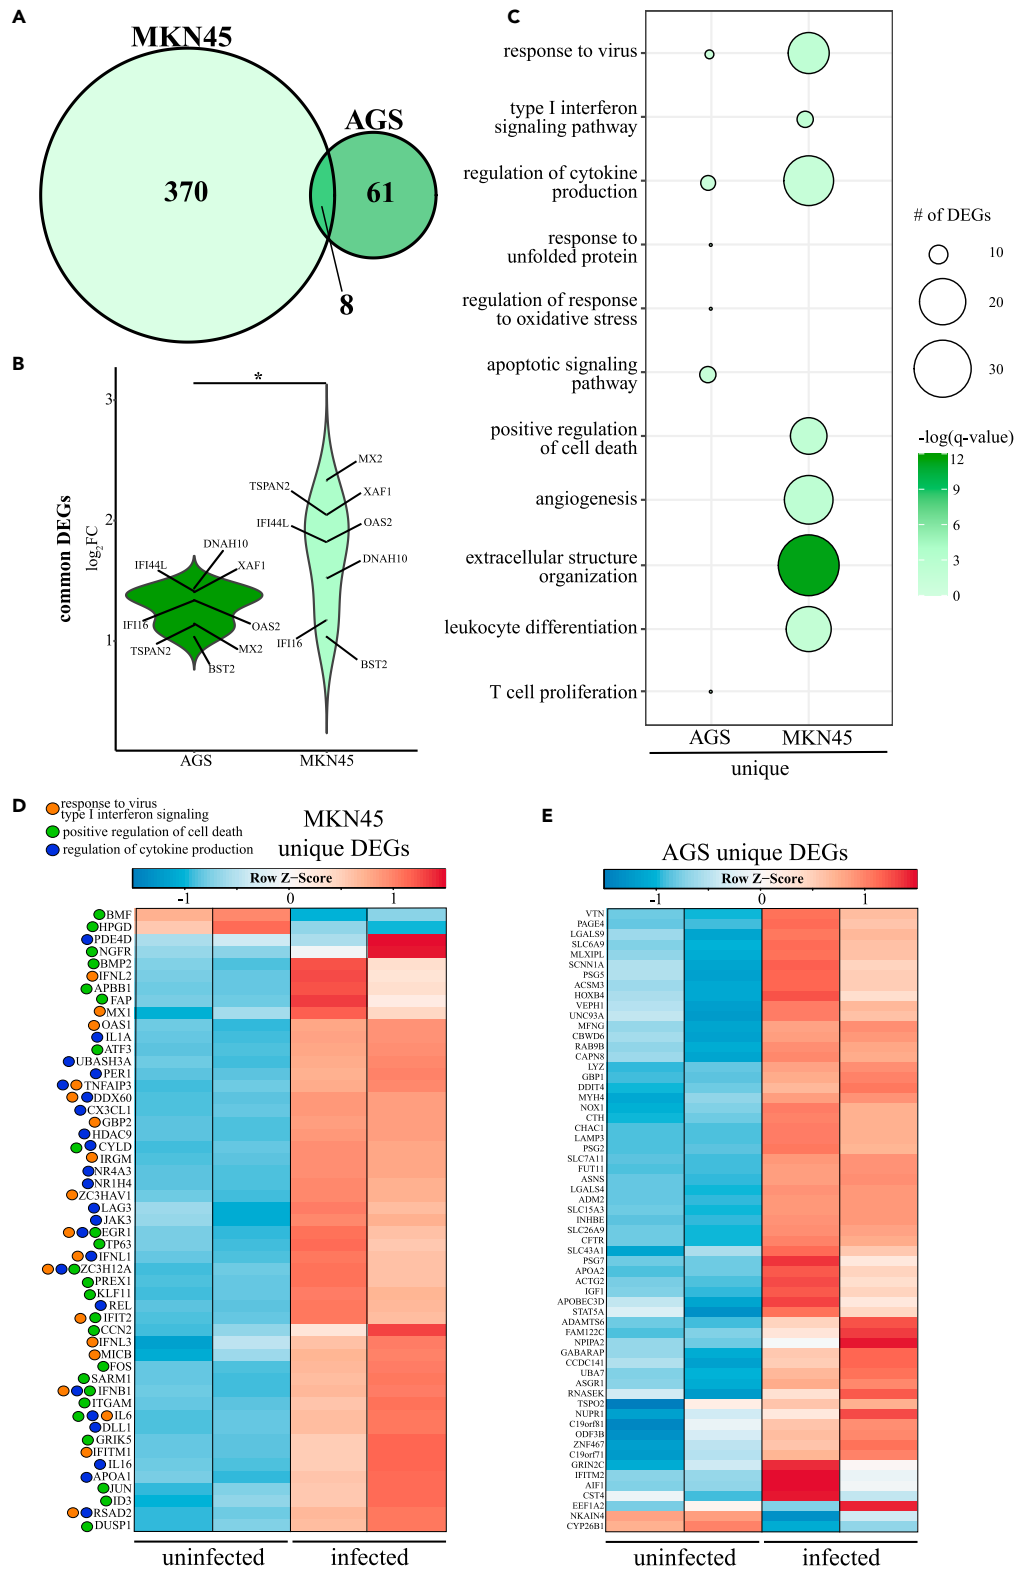 A
MKN45
AGS
370
61
8
B
common DEGs
log2FC
3
2
1
*
MX2
TSPAN2
XAF1
IFI44L
OAS2
DNAH10
DNAH10
IFI44L
XAF1
IFI16
OAS2
TSPAN2
MX2
BST2
IFI16
BST2
AGS
MKN45
C
response to virus
type I interferon
signaling pathway
regulation of cytokine
production
response to
unfolded protein
regulation of response
to oxidative stress
apoptotic signaling
pathway
positive regulation
of cell death
angiogenesis
extracellular structure
organization
leukocyte differentiation
T cell proliferation
AGS
MKN45
unique
# of DEGs
10
20
30
-log(q-value)
12
9
6
3
0
D
response to virus
type I interferon signaling
positive regulation of cell death
regulation of cytokine production
MKN45
unique DEGs
Row Z-Score
-1
0
1
BMF
HPGD
PDE4D
NGFR
BMP2
IFNL2
APBB1
FAP
MX1
OAS1
IL1A
ATF3
UBASH3A
PER1
TNFAIP3
DDX60
CX3CL1
GBP2
HDAC9
CYLD
IRGM
NR4A3
NR1H4
ZC3HAV1
LAG3
JAK3
EGR1
TP63
IFNL1
ZC3H12A
PREX1
KLF11
REL
IFIT2
CCN2
IFNL3
MICB
FOS
SARM1
IFNB1
ITGAM
IL6
DLL1
GRIK5
IFITM1
IL16
APOA1
JUN
ID3
RSAD2
DUSP1
uninfected
infected
E
AGS unique DEGs
Row Z-Score
-1
0
1
VTN
PAGE4
LGALS9
SLC6A9
MLXIPL
SCNN1A
PSG5
ACSM3
HOXB4
VEPH1
UNC93A
MFNG
CBWD6
RAB9B
CAPN8
LYZ
GBP1
DDIT4
MYH4
NOX1
CTH
CHAC1
LAMP3
PSG2
SLC7A11
FUT11
ASNS
LGALS4
ADM2
SLC15A3
INHBE
SLC26A9
CFTR
SLC43A1
PSG7
APOA2
ACTG2
IGF1
APOBEC3D
STAT5A
ADAMTS6
FAM122C
NPIPA2
GABARAP
CCDC141
UBA7
ASGR1
RNASEK
TSPO2
NUPR1
C19orf81
ODF3B
ZNF467
C19orf71
GRIN2C
IFITM2
AIF1
CST4
EEF1A2
NKAIN4
CYP26B1
uninfected
infected